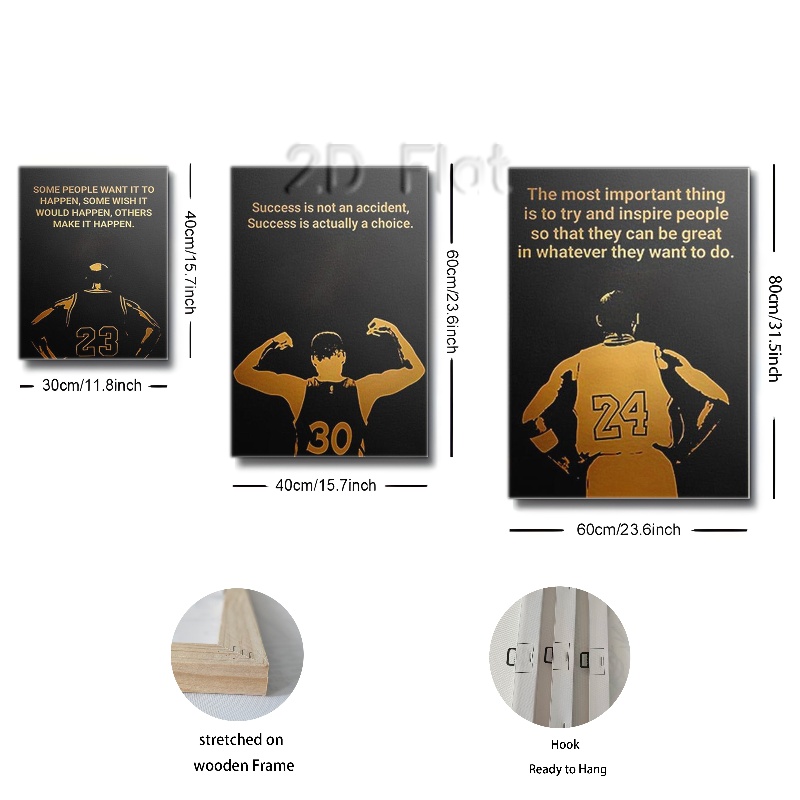 2D Flat
SOME PEOPLE WANT IT TO
HAPPEN, SOME WISH IT
WOULD HAPPEN, OTHERS
MAKE IT HAPPEN.
23
40cm/15.7inch
30cm/11.8inch
Success is not an accident,
Success is actually a choice.
30
60cm/23.6inch
40cm/15.7inch
The most important thing
is to try and inspire people
so that they can be great
in whatever they want to do.
24
80cm/31.5inch
60cm/23.6inch
stretched on
wooden Frame
Hook
Ready to Hang